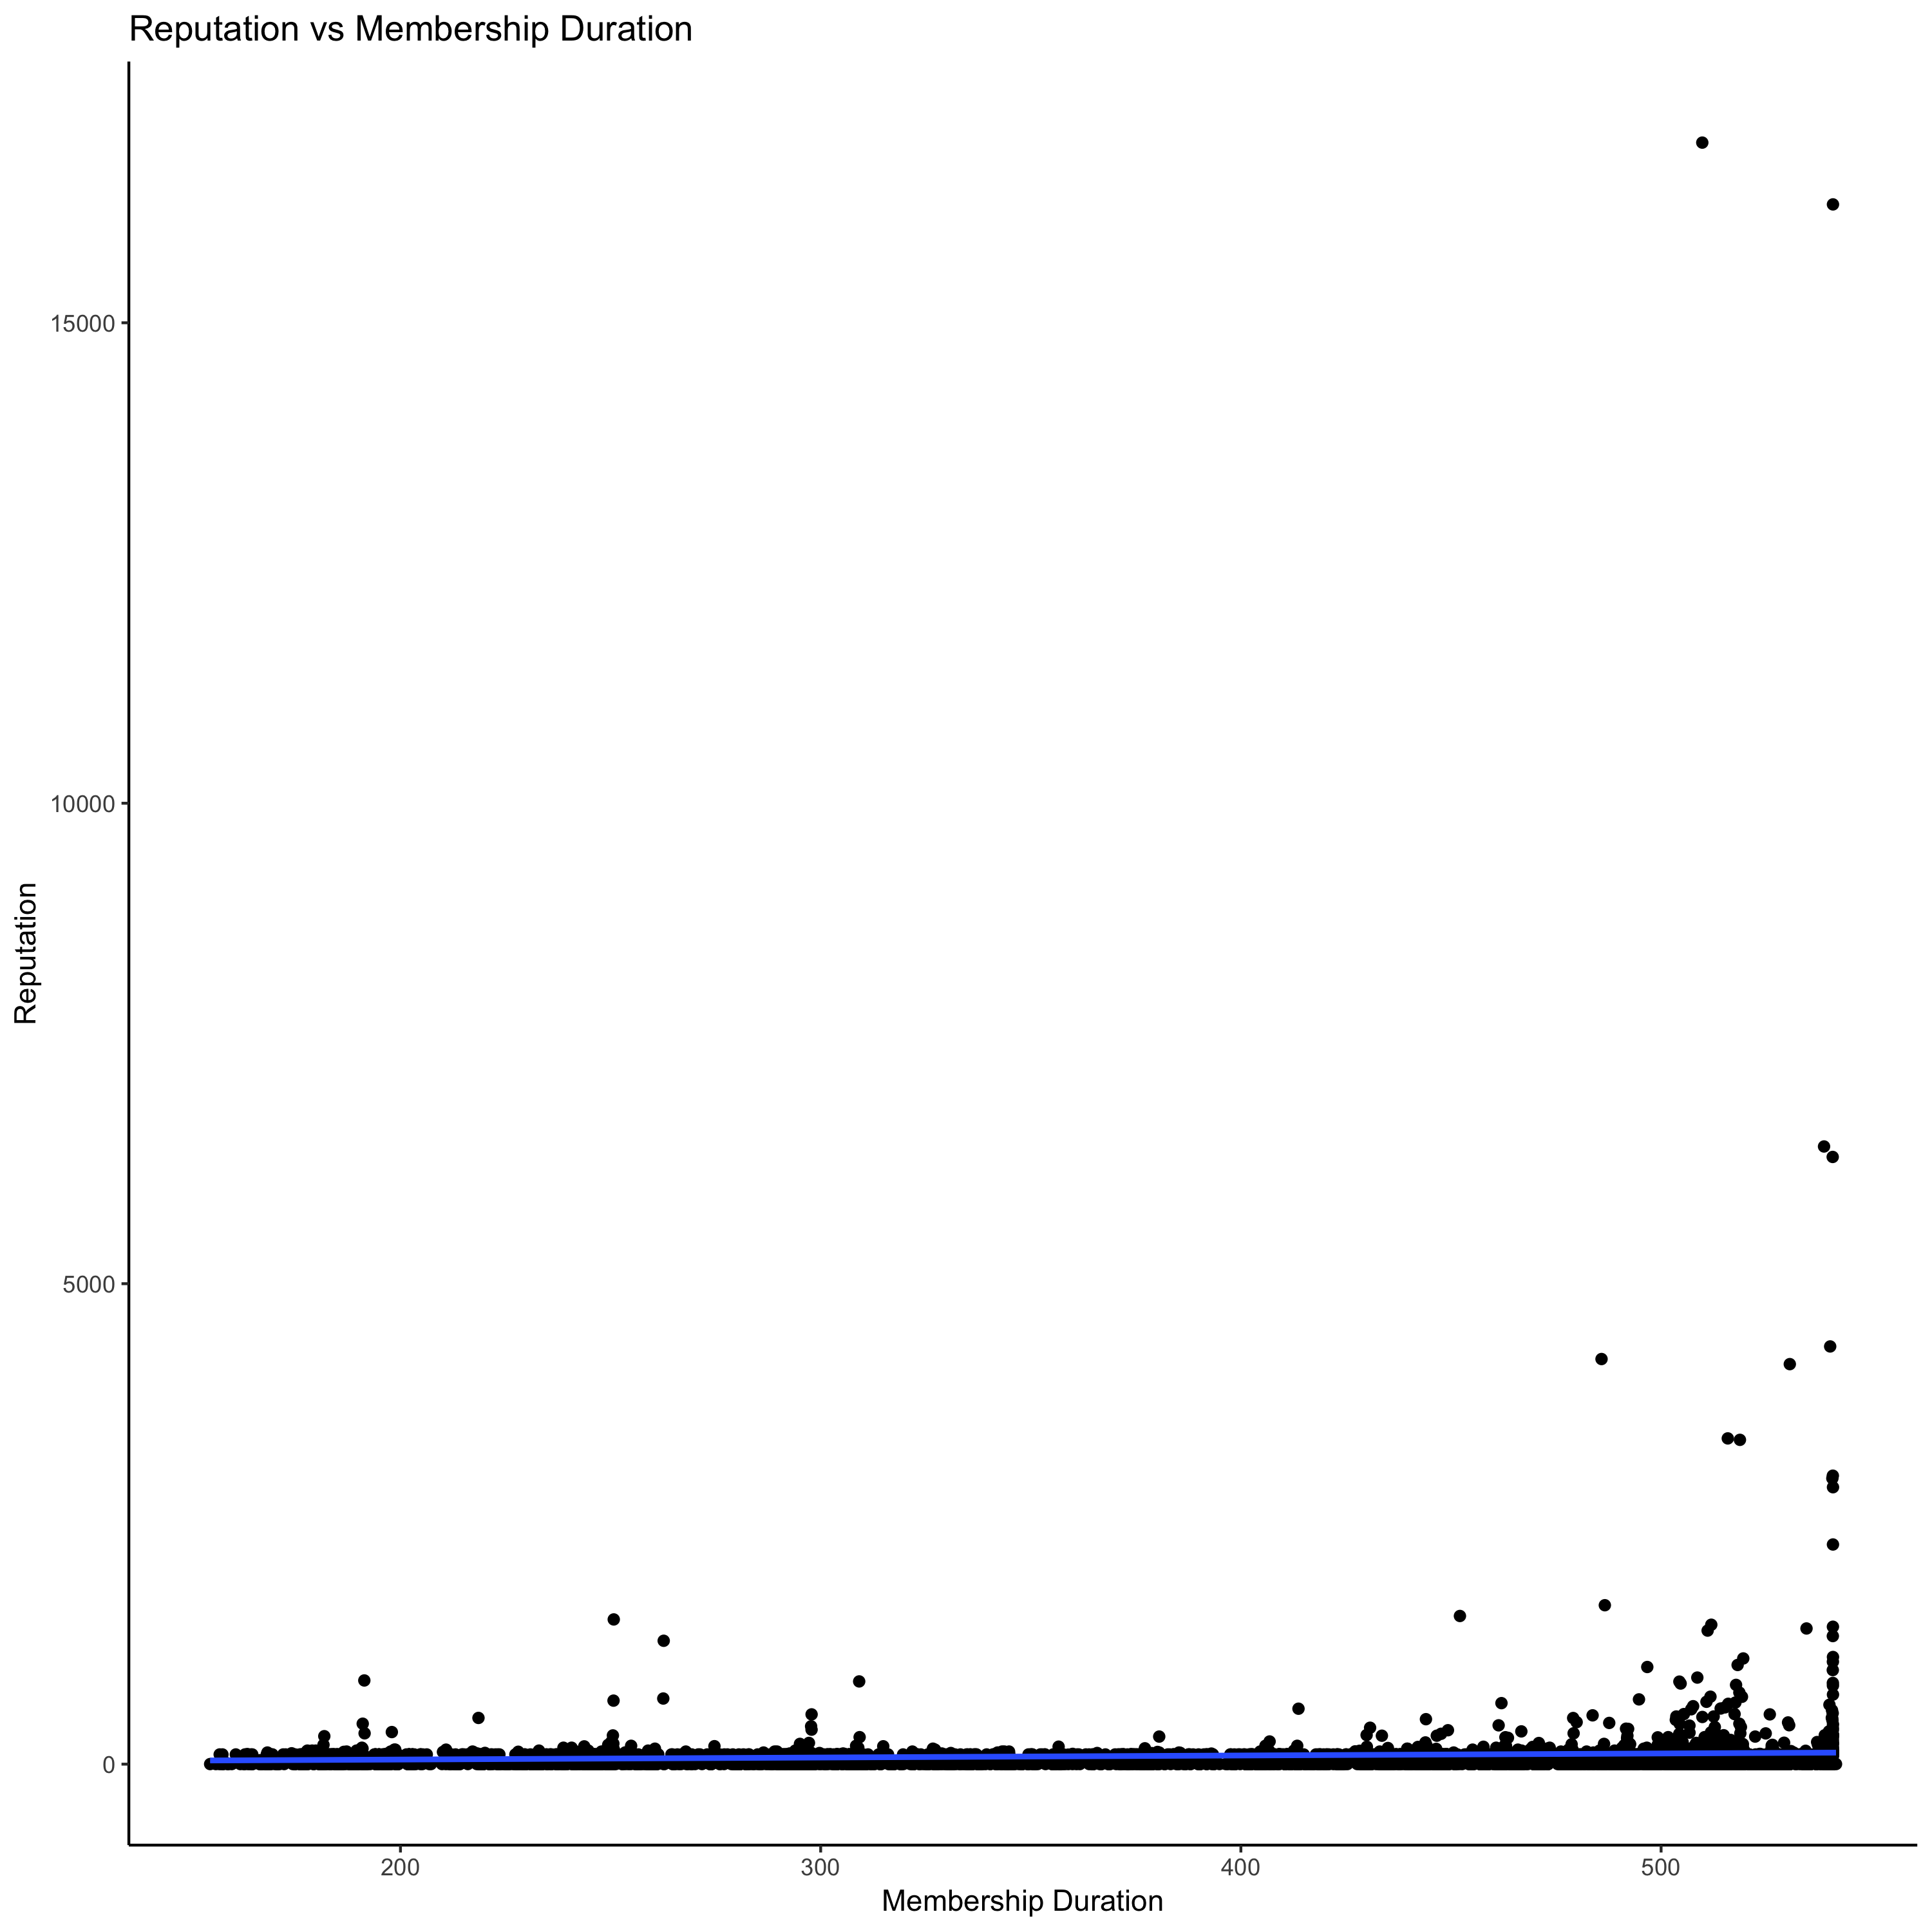 Reputation vs Membership Duration
15000
10000
5000
0
Reputation
200 300 400 500
Membership Duration